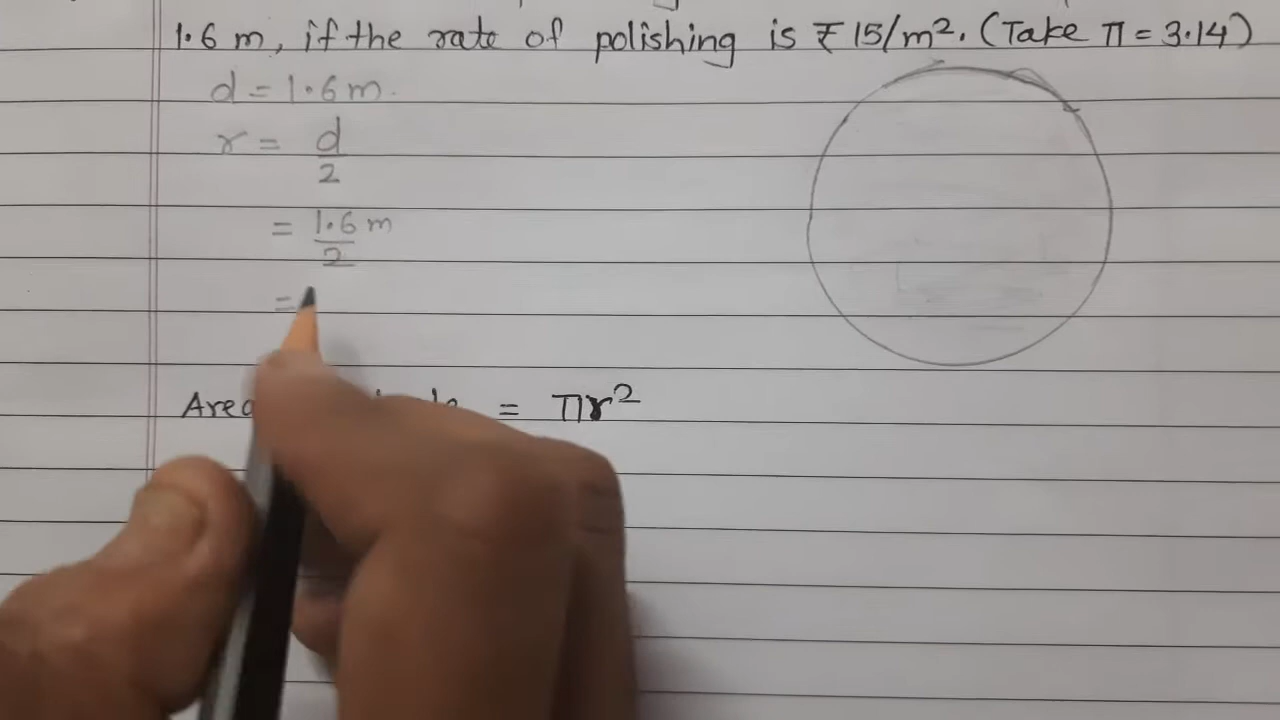 1.6 m, if the rate of polishing is ₹ 15/m². (Take π = 3.14)
d = 1.6 m.
r = d/2
= 1.6 m/2
=
Area = πr²